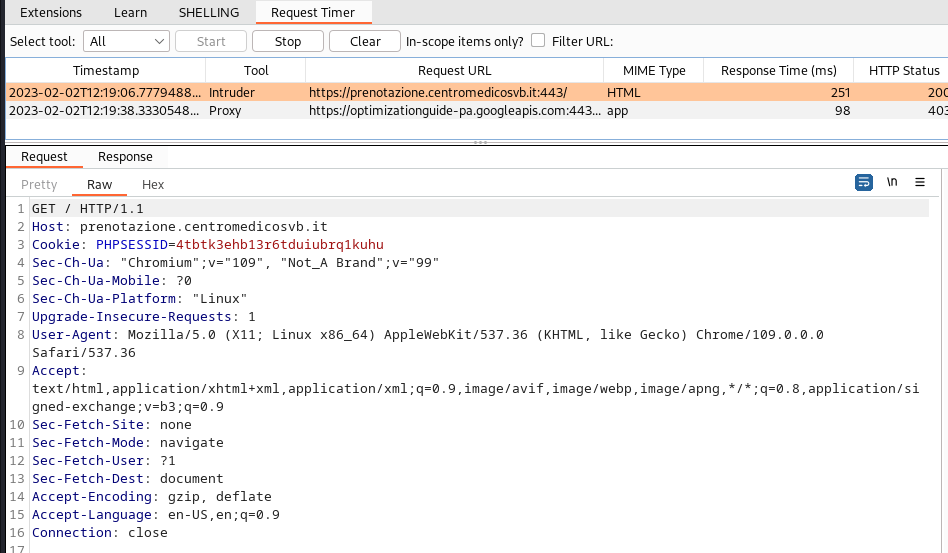 Extensions Learn SHELLING Request Timer
Select tool: All Start Stop Clear In-scope items only? Filter URL:
Timestamp Tool Request URL MIME Type Response Time (ms) HTTP Status
2023-02-02T12:19:06.7779488... Intruder https://prenotazione.centromedicosvb.it:443/ HTML 251 200
2023-02-02T12:19:38.3330548... Proxy https://optimizationguide-pa.googleapis.com:443... app 98 403
Request Response
Pretty Raw Hex \n
1 GET / HTTP/1.1
2 Host: prenotazione.centromedicosvb.it
3 Cookie: PHPSESSID=4tbtk3ehb13r6tduiubrq1kuhu
4 Sec-Ch-Ua: "Chromium";v="109", "Not_A Brand";v="99"
5 Sec-Ch-Ua-Mobile: ?0
6 Sec-Ch-Ua-Platform: "Linux"
7 Upgrade-Insecure-Requests: 1
8 User-Agent: Mozilla/5.0 (X11; Linux x86_64) AppleWebKit/537.36 (KHTML, like Gecko) Chrome/109.0.0.0
Safari/537.36
9 Accept:
text/html,application/xhtml+xml,application/xml;q=0.9,image/avif,image/webp,image/apng,*/*;q=0.8,application/si
gned-exchange;v=b3;q=0.9
10 Sec-Fetch-Site: none
11 Sec-Fetch-Mode: navigate
12 Sec-Fetch-User: ?1
13 Sec-Fetch-Dest: document
14 Accept-Encoding: gzip, deflate
15 Accept-Language: en-US,en;q=0.9
16 Connection: close
17